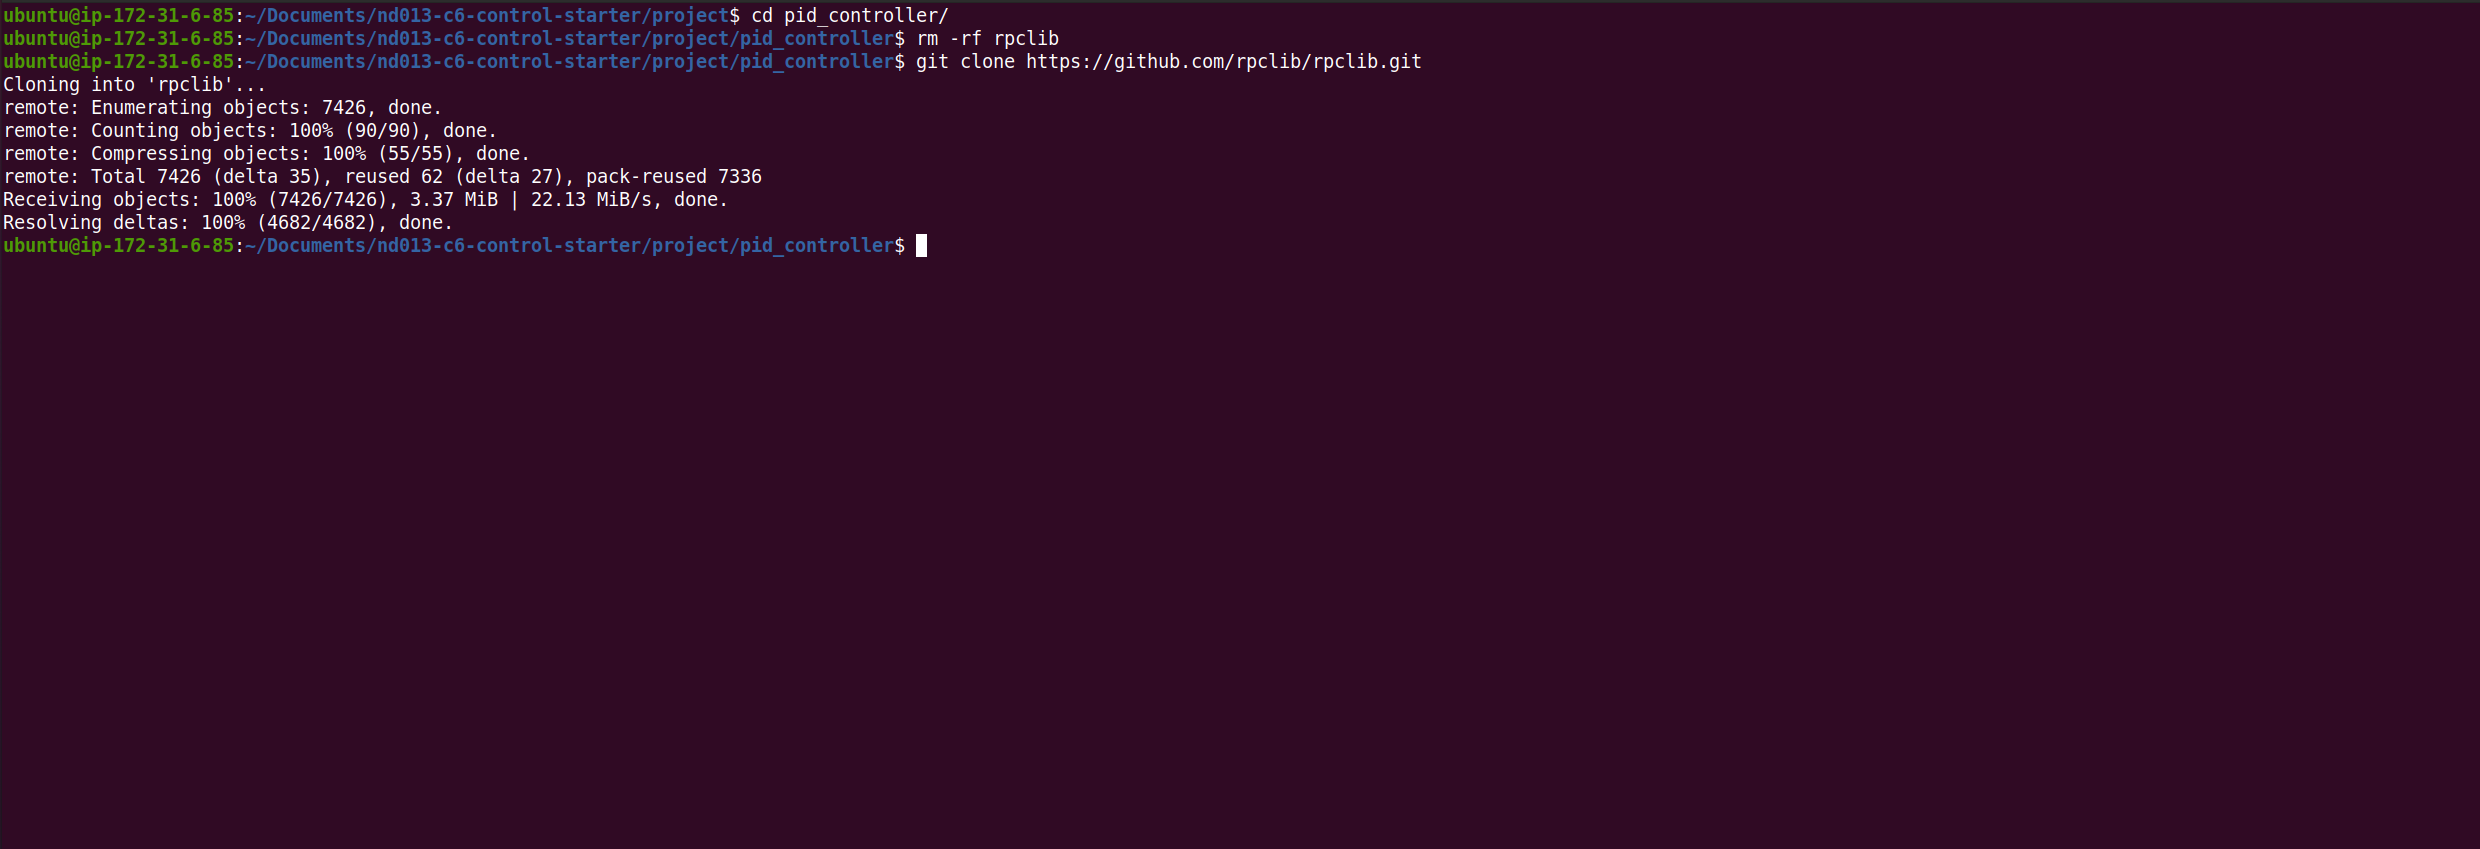 ubuntu@ip-172-31-6-85:~/Documents/nd013-c6-control-starter/project$ cd pid_controller/
ubuntu@ip-172-31-6-85:~/Documents/nd013-c6-control-starter/project/pid_controller$ rm -rf rpclib
ubuntu@ip-172-31-6-85:~/Documents/nd013-c6-control-starter/project/pid_controller$ git clone https://github.com/rpclib/rpclib.git
Cloning into 'rpclib'...
remote: Enumerating objects: 7426, done.
remote: Counting objects: 100% (90/90), done.
remote: Compressing objects: 100% (55/55), done.
remote: Total 7426 (delta 35), reused 62 (delta 27), pack-reused 7336
Receiving objects: 100% (7426/7426), 3.37 MiB | 22.13 MiB/s, done.
Resolving deltas: 100% (4682/4682), done.
ubuntu@ip-172-31-6-85:~/Documents/nd013-c6-control-starter/project/pid_controller$